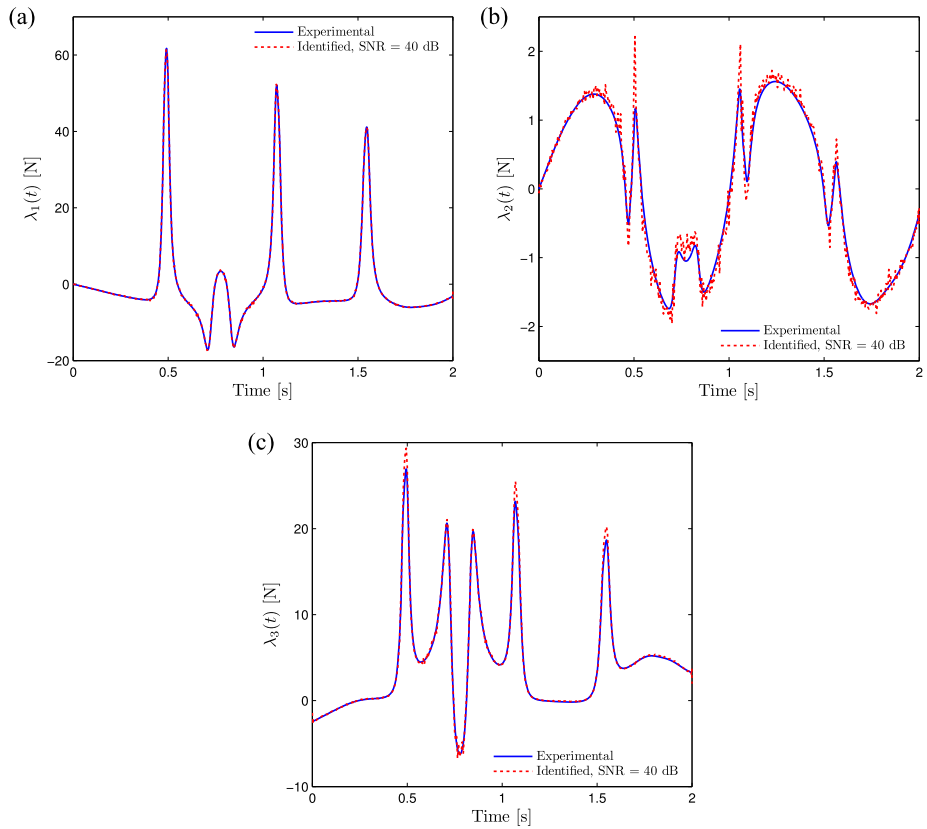 (a)
Experimental
Identified, SNR = 40 dB
λ₁(t) [N]
60
40
20
0
−20
0 0.5 1 1.5 2
Time [s]
(b)
2
1
0
−1
−2
λ₂(t) [N]
Experimental
Identified, SNR = 40 dB
0 0.5 1 1.5 2
Time [s]
(c)
30
20
10
0
−10
λ₃(t) [N]
Experimental
Identified, SNR = 40 dB
0 0.5 1 1.5 2
Time [s]